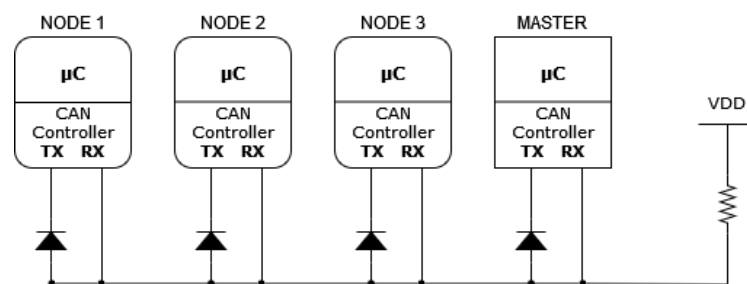 NODE 1
NODE 2
NODE 3
MASTER
μC
μC
μC
μC
VDD
CAN
Controller
TX RX
CAN
Controller
TX RX
CAN
Controller
TX RX
CAN
Controller
TX RX